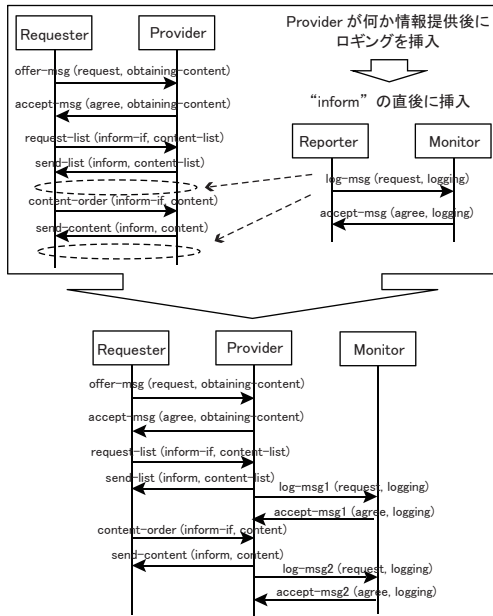 Requester
Provider
offer-msg (request, obtaining-content)
accept-msg (agree, obtaining-content)
request-list (inform-if, content-list)
send-list (inform, content-list)
content-order (inform-if, content)
send-content (inform, content)
Provider が何か情報提供後に
ロギングを挿入
“inform” の直後に挿入
Reporter
Monitor
log-msg (request, logging)
accept-msg (agree, logging)
Requester
Provider
Monitor
offer-msg (request, obtaining-content)
accept-msg (agree, obtaining-content)
request-list (inform-if, content-list)
send-list (inform, content-list)
log-msg1 (request, logging)
accept-msg1 (agree, logging)
content-order (inform-if, content)
send-content (inform, content)
log-msg2 (request, logging)
accept-msg2 (agree, logging)